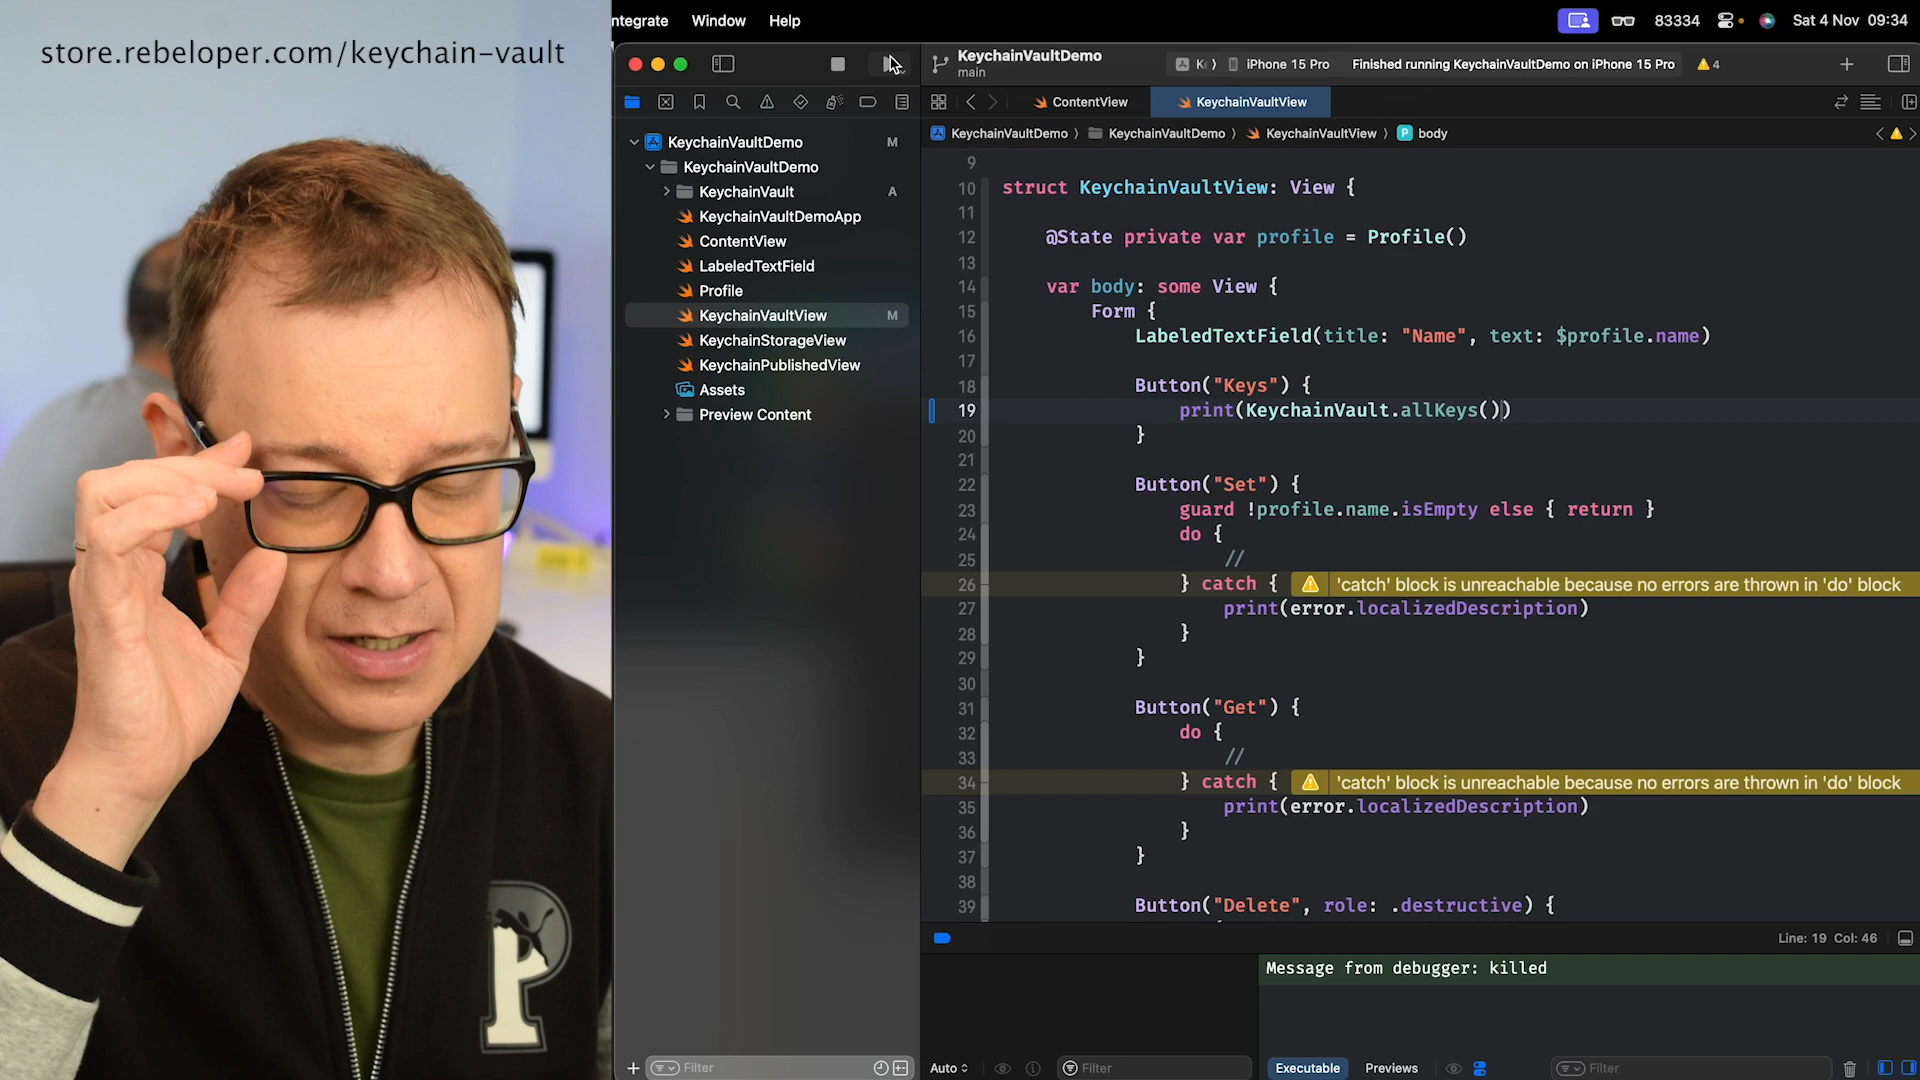 store.rebeloper.com/keychain-vault
ntegrate Window Help
83334 Sat 4 Nov 09:34
KeychainVaultDemo
main
iPhone 15 Pro
Finished running KeychainVaultDemo on iPhone 15 Pro
4
ContentView
KeychainVaultView
KeychainVaultDemo
KeychainVaultDemo
KeychainVaultView
P body
KeychainVaultDemo M
KeychainVaultDemo
KeychainVault A
KeychainVaultDemoApp
ContentView
LabeledTextField
Profile
KeychainVaultView M
KeychainStorageView
KeychainPublishedView
Assets
Preview Content
9
10 struct KeychainVaultView: View {
11
12 @State private var profile = Profile()
13
14 var body: some View {
15 Form {
16 LabeledTextField(title: "Name", text: $profile.name)
17
18 Button("Keys") {
19 print(KeychainVault.allKeys())
20 }
21
22 Button("Set") {
23 guard !profile.name.isEmpty else { return }
24 do {
25 //
26 } catch { 'catch' block is unreachable because no errors are thrown in 'do' block
27 print(error.localizedDescription)
28 }
29 }
30
31 Button("Get") {
32 do {
33 //
34 } catch { 'catch' block is unreachable because no errors are thrown in 'do' block
35 print(error.localizedDescription)
36 }
37 }
38
39 Button("Delete", role: .destructive) {
Line: 19 Col: 46
Message from debugger: killed
Filter
Auto
Filter
Executable
Previews
Filter
P